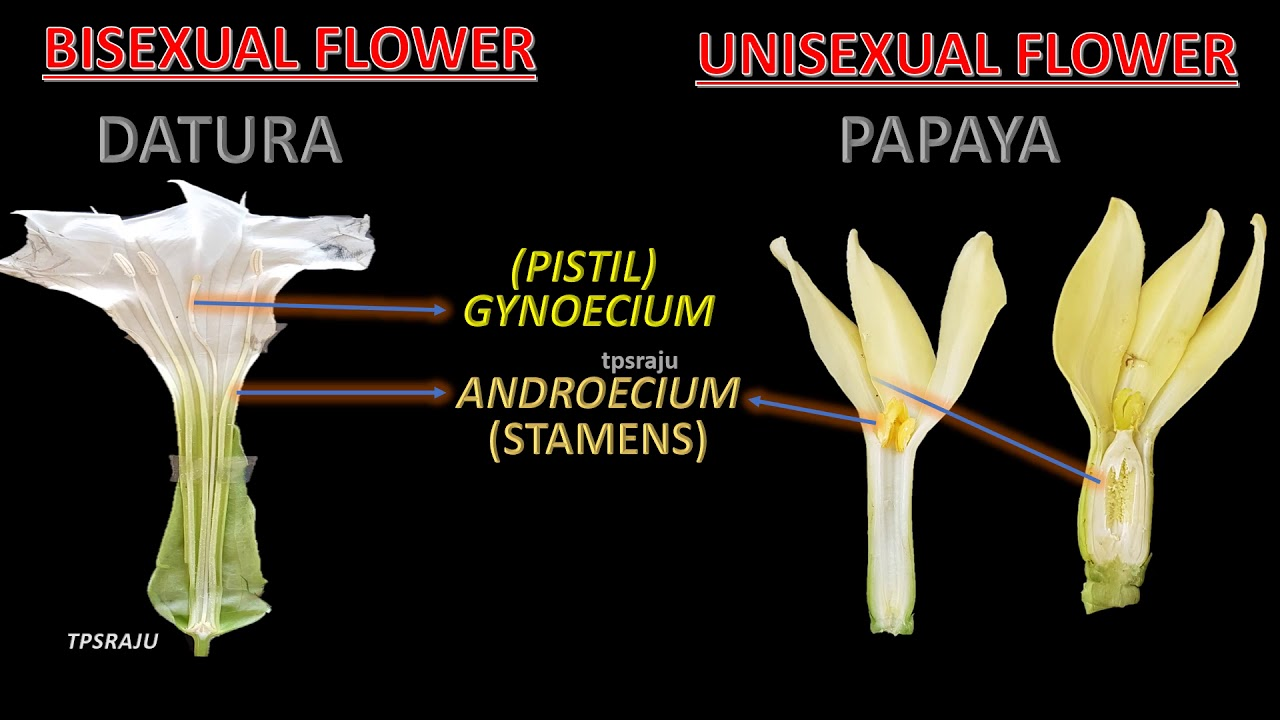 BISEXUAL FLOWER
UNISEXUAL FLOWER
DATURA
PAPAYA
(PISTIL)
GYNOECIUM
tpsraju
ANDROECIUM
(STAMENS)
TPSRAJU